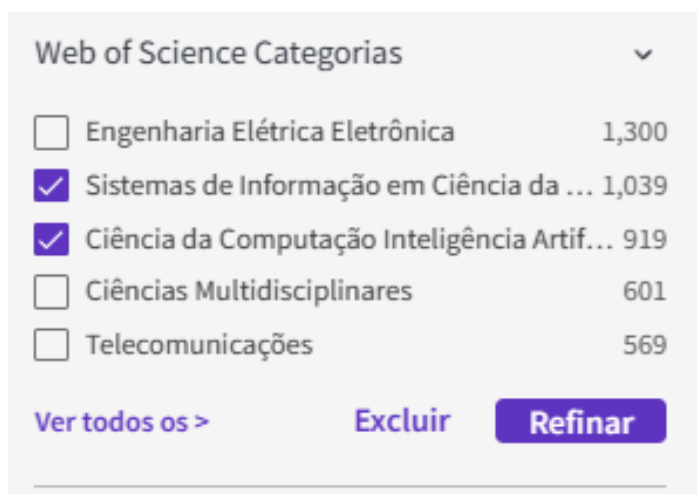 Web of Science Categorias
Engenharia Elétrica Eletrônica 1,300
Sistemas de Informação em Ciência da ... 1,039
Ciência da Computação Inteligência Artif... 919
Ciências Multidisciplinares 601
Telecomunicações 569
Ver todos os > Excluir Refinar